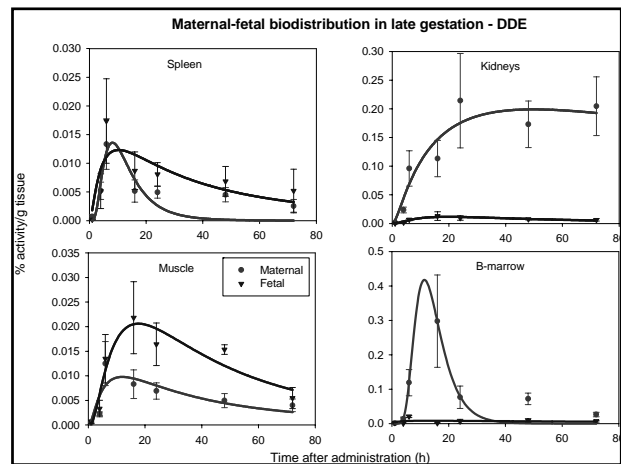 Maternal-fetal biodistribution in late gestation - DDE
% activity/g tissue
Spleen
0.030
0.025
0.020
0.015
0.010
0.005
0.000
0 20 40 60 80
Kidneys
0.30
0.25
0.20
0.15
0.10
0.05
0.00
0 20 40 60 80
Muscle
Maternal
Fetal
0.030
0.025
0.020
0.015
0.010
0.005
0.000
0 20 40 60 80
B-marrow
0.5
0.4
0.3
0.2
0.1
0.0
0 20 40 60 80
Time after administration (h)